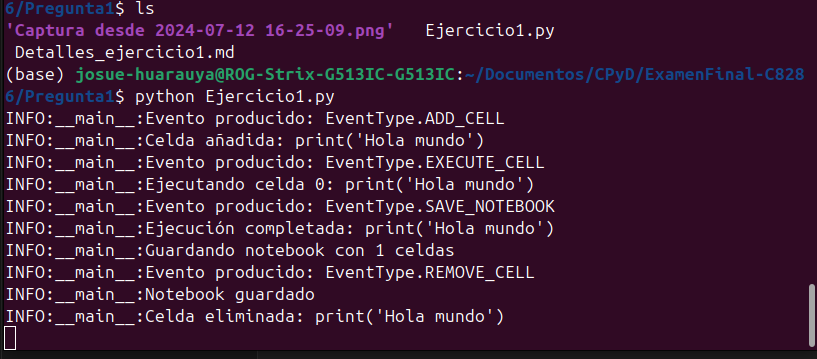 6/Pregunta1$ ls
'Captura desde 2024-07-12 16-25-09.png'   Ejercicio1.py
 Detalles_ejercicio1.md
(base) josue-huarauya@ROG-Strix-G513IC-G513IC:~/Documentos/CPyD/ExamenFinal-C828
6/Pregunta1$ python Ejercicio1.py
INFO:__main__:Evento producido: EventType.ADD_CELL
INFO:__main__:Celda añadida: print('Hola mundo')
INFO:__main__:Evento producido: EventType.EXECUTE_CELL
INFO:__main__:Ejecutando celda 0: print('Hola mundo')
INFO:__main__:Evento producido: EventType.SAVE_NOTEBOOK
INFO:__main__:Ejecución completada: print('Hola mundo')
INFO:__main__:Guardando notebook con 1 celdas
INFO:__main__:Evento producido: EventType.REMOVE_CELL
INFO:__main__:Notebook guardado
INFO:__main__:Celda eliminada: print('Hola mundo')